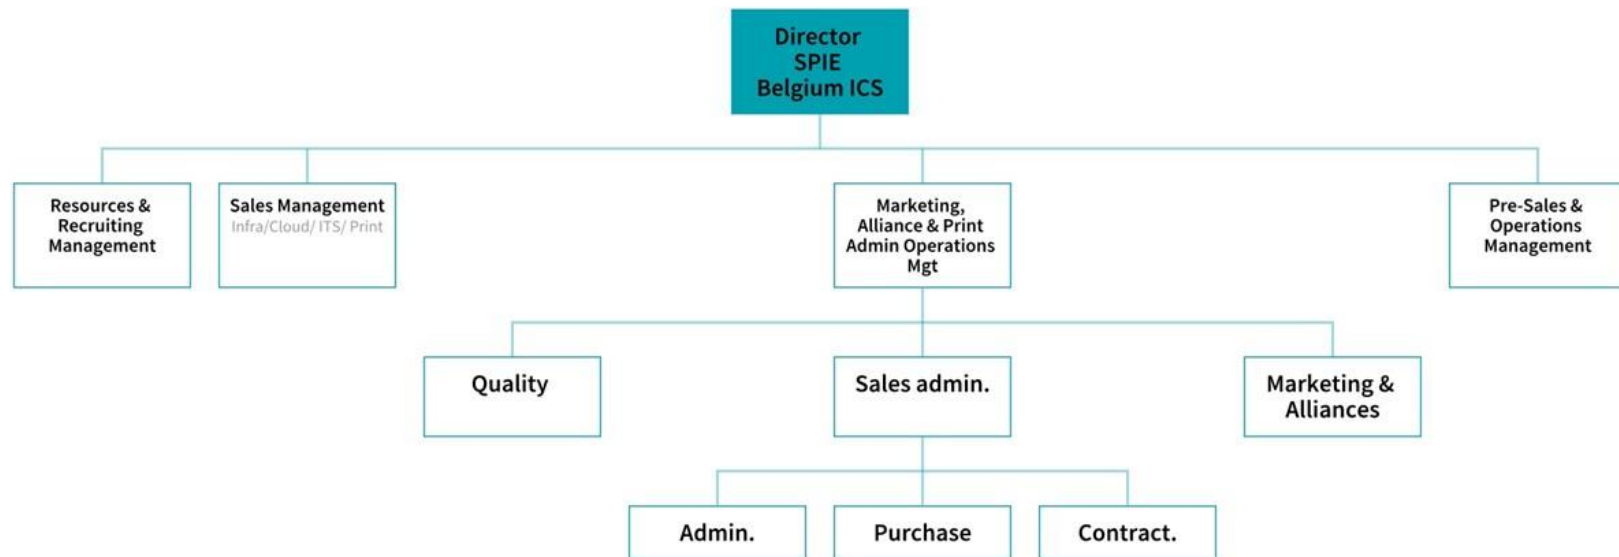 Director
SPIE
Belgium ICS
Resources &
Recruiting
Management
Sales Management
Infra/Cloud/ ITS/ Print
Marketing,
Alliance & Print
Admin Operations
Mgt
Pre-Sales &
Operations
Management
Quality
Sales admin.
Marketing &
Alliances
Admin.
Purchase
Contract.